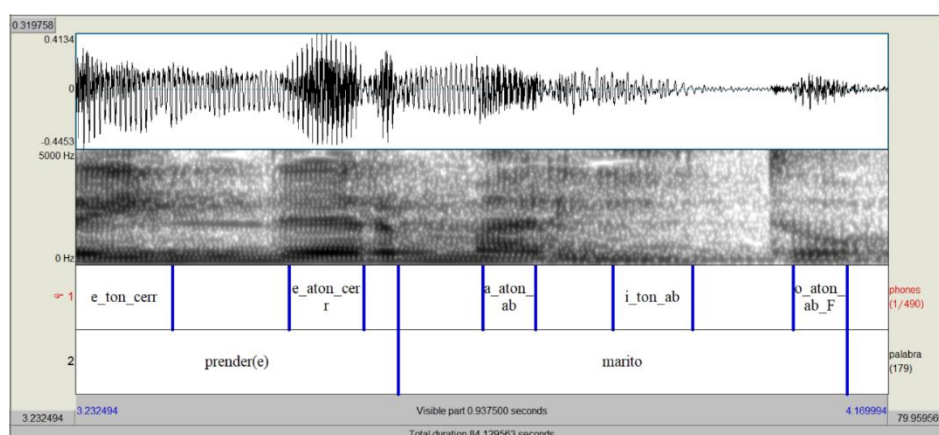 0.319758
0.4134
0
-0.4453
5000 Hz
0 Hz
1
e_ton_cerr
e_aton_cer
r
a_aton_
ab
i_ton_ab
o_aton_
ab_F
phones
(1/490)
2
prender(e)
marito
palabra
(179)
3.232494
3.232494
Visible part 0.937500 seconds
4.169994
79.95956
Total duration 84.129563 seconds